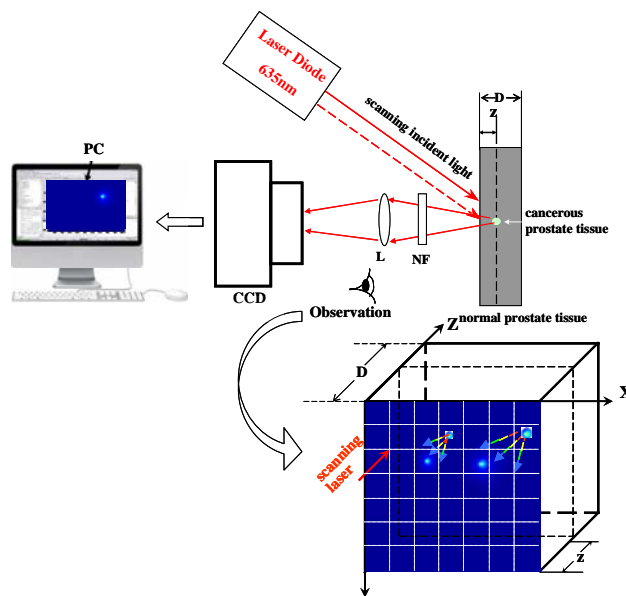 Laser Diode
635nm
D
z
scanning incident light
PC
cancerous
prostate tissue
L
NF
CCD
Observation
Z
normal prostate tissue
D
X
scanning
laser
z